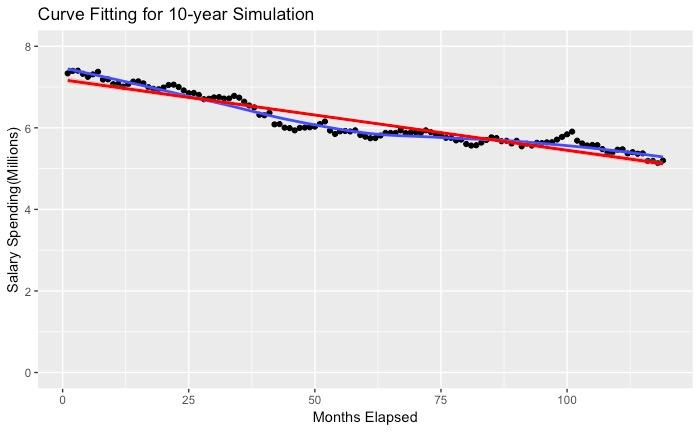 Curve Fitting for 10-year Simulation
8
6
4
2
0
Salary Spending(Millions)
0 25 50 75 100
Months Elapsed